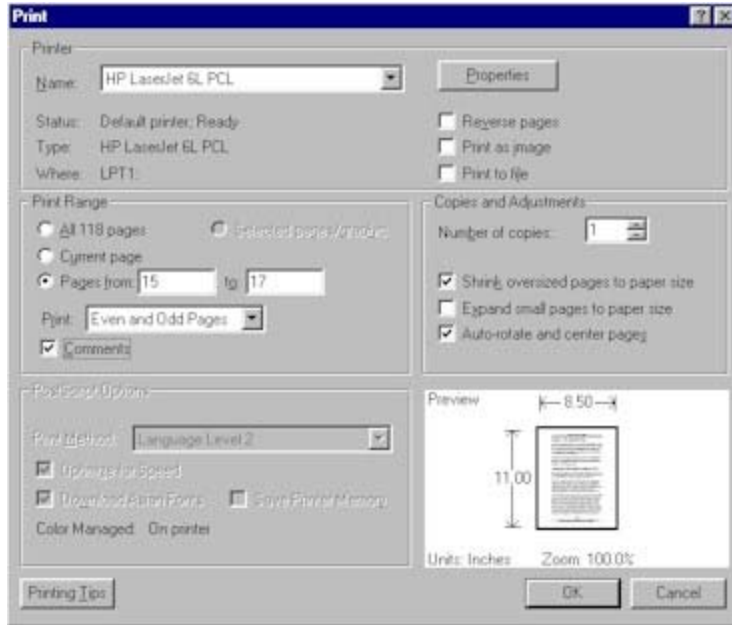 Print
Printer
Name: HP LaserJet 6L PCL
Properties
Status: Default printer; Ready
Type: HP LaserJet 6L PCL
Where: LPT1:
Reverse pages
Print as image
Print to file
Print Range
All 118 pages
Selected pages/graphic
Current page
Pages from: 15 to: 17
Print: Even and Odd Pages
Comments
Copies and Adjustments
Number of copies: 1
Shrink oversized pages to paper size
Expand small pages to paper size
Auto-rotate and center pages
PostScript Options
Print Method: Language Level 2
Optimize for Speed
Download Asian Fonts
Save Printer Memory
Color Managed: On printer
Preview
8.50
11.00
Units: Inches Zoom: 100.0%
Printing Tips
OK
Cancel